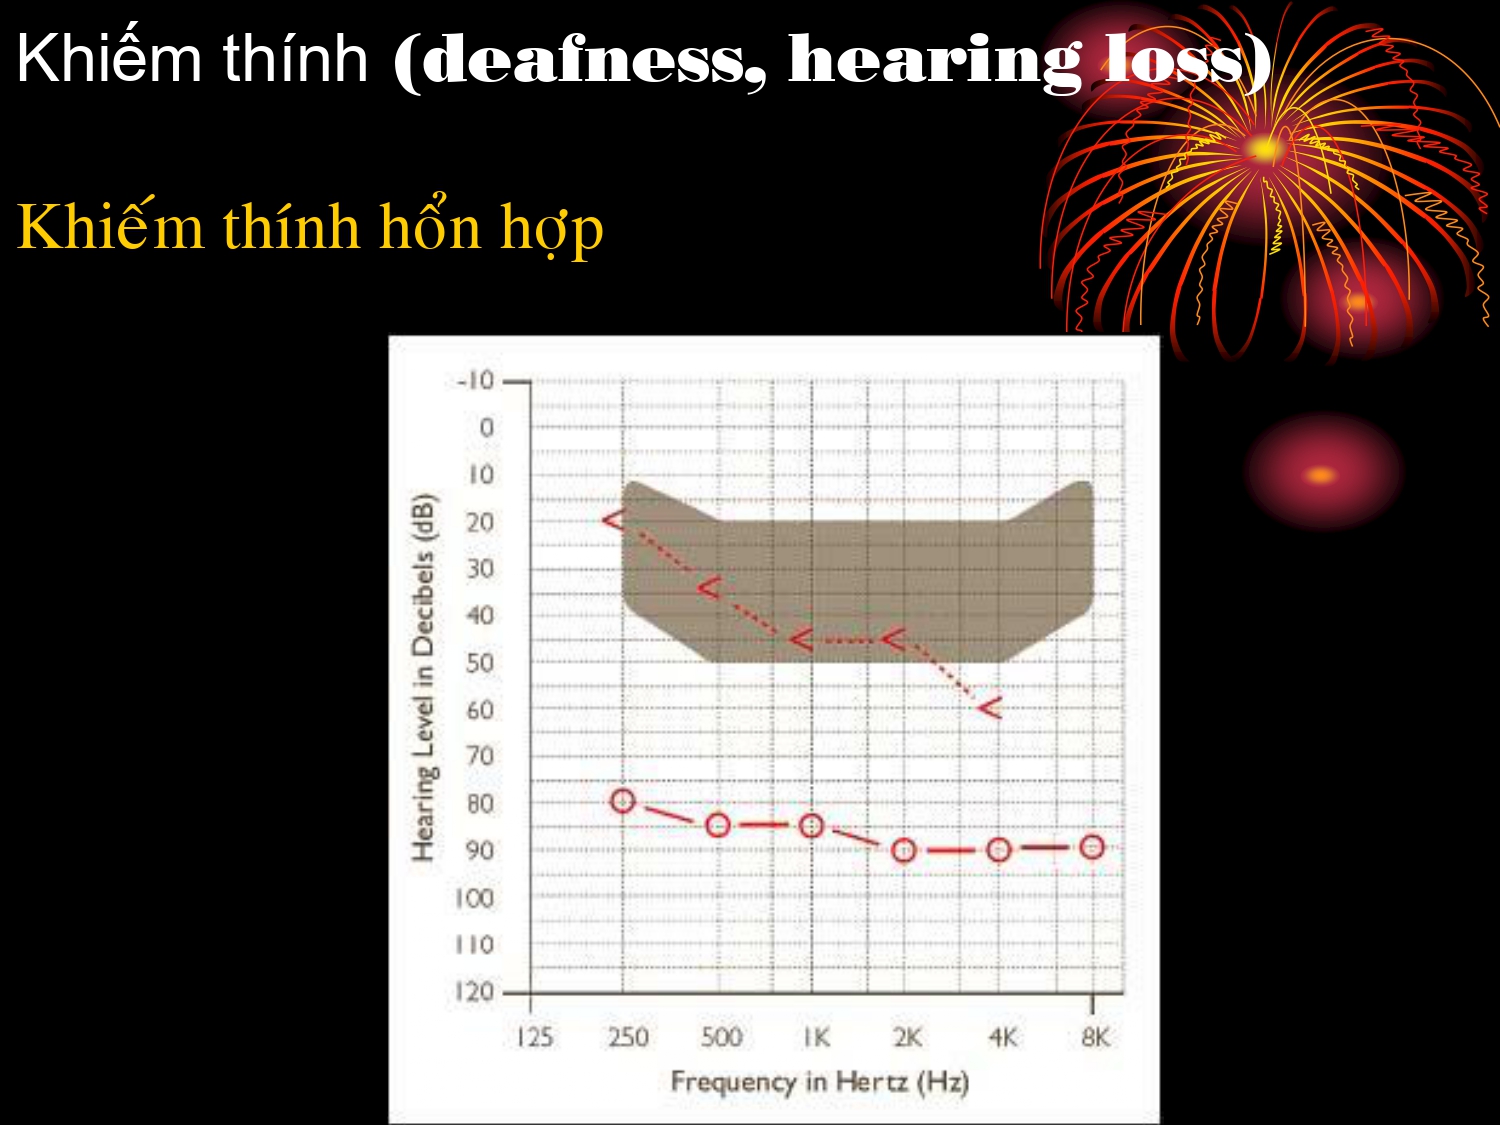 Khiếm thính (deafness, hearing loss)
Khiếm thính hổn hợp
-10
0
10
20
30
40
50
60
70
80
90
100
110
120
Hearing Level in Decibels (dB)
125 250 500 1K 2K 4K 8K
Frequency in Hertz (Hz)